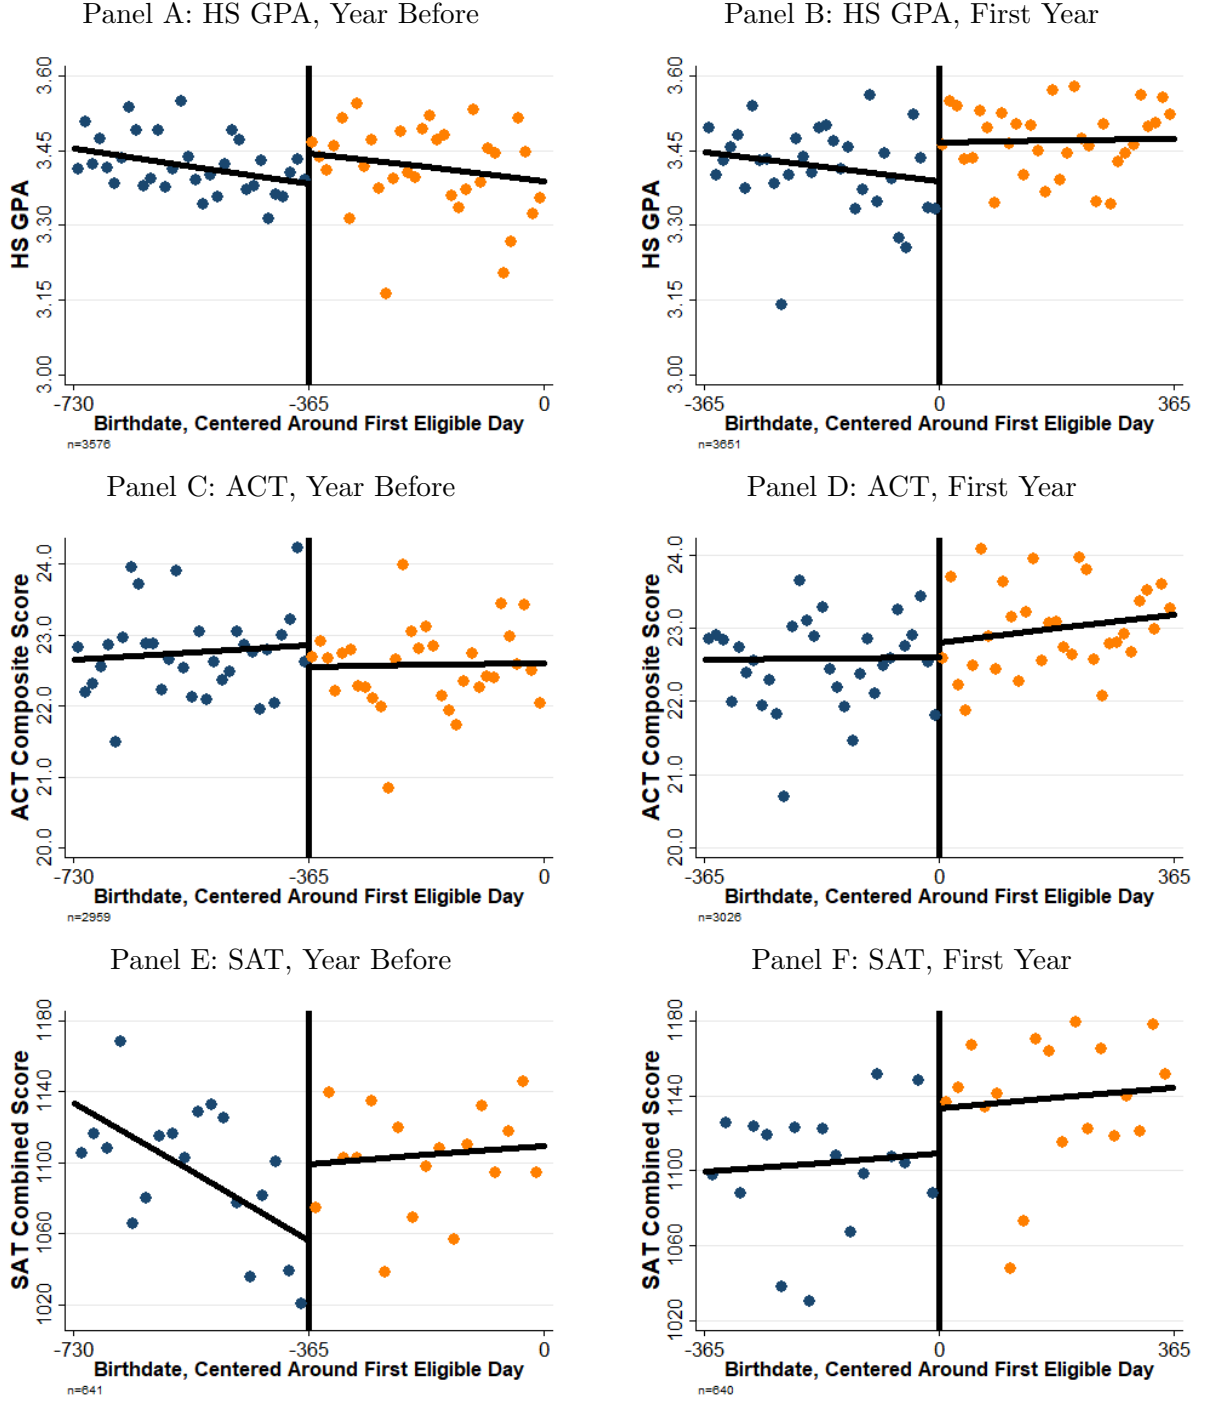 Panel A: HS GPA, Year Before
HS GPA
3.60
3.45
3.30
3.15
3.00
-730
-365
0
Birthdate, Centered Around First Eligible Day
n=3576
Panel B: HS GPA, First Year
HS GPA
3.60
3.45
3.30
3.15
3.00
-365
0
365
Birthdate, Centered Around First Eligible Day
n=3651
Panel C: ACT, Year Before
ACT Composite Score
24.0
23.0
22.0
21.0
20.0
-730
-365
0
Birthdate, Centered Around First Eligible Day
n=2959
Panel D: ACT, First Year
ACT Composite Score
24.0
23.0
22.0
21.0
20.0
-365
0
365
Birthdate, Centered Around First Eligible Day
n=3026
Panel E: SAT, Year Before
SAT Combined Score
1180
1140
1100
1060
1020
-730
-365
0
Birthdate, Centered Around First Eligible Day
n=641
Panel F: SAT, First Year
SAT Combined Score
1180
1140
1100
1060
1020
-365
0
365
Birthdate, Centered Around First Eligible Day
n=640